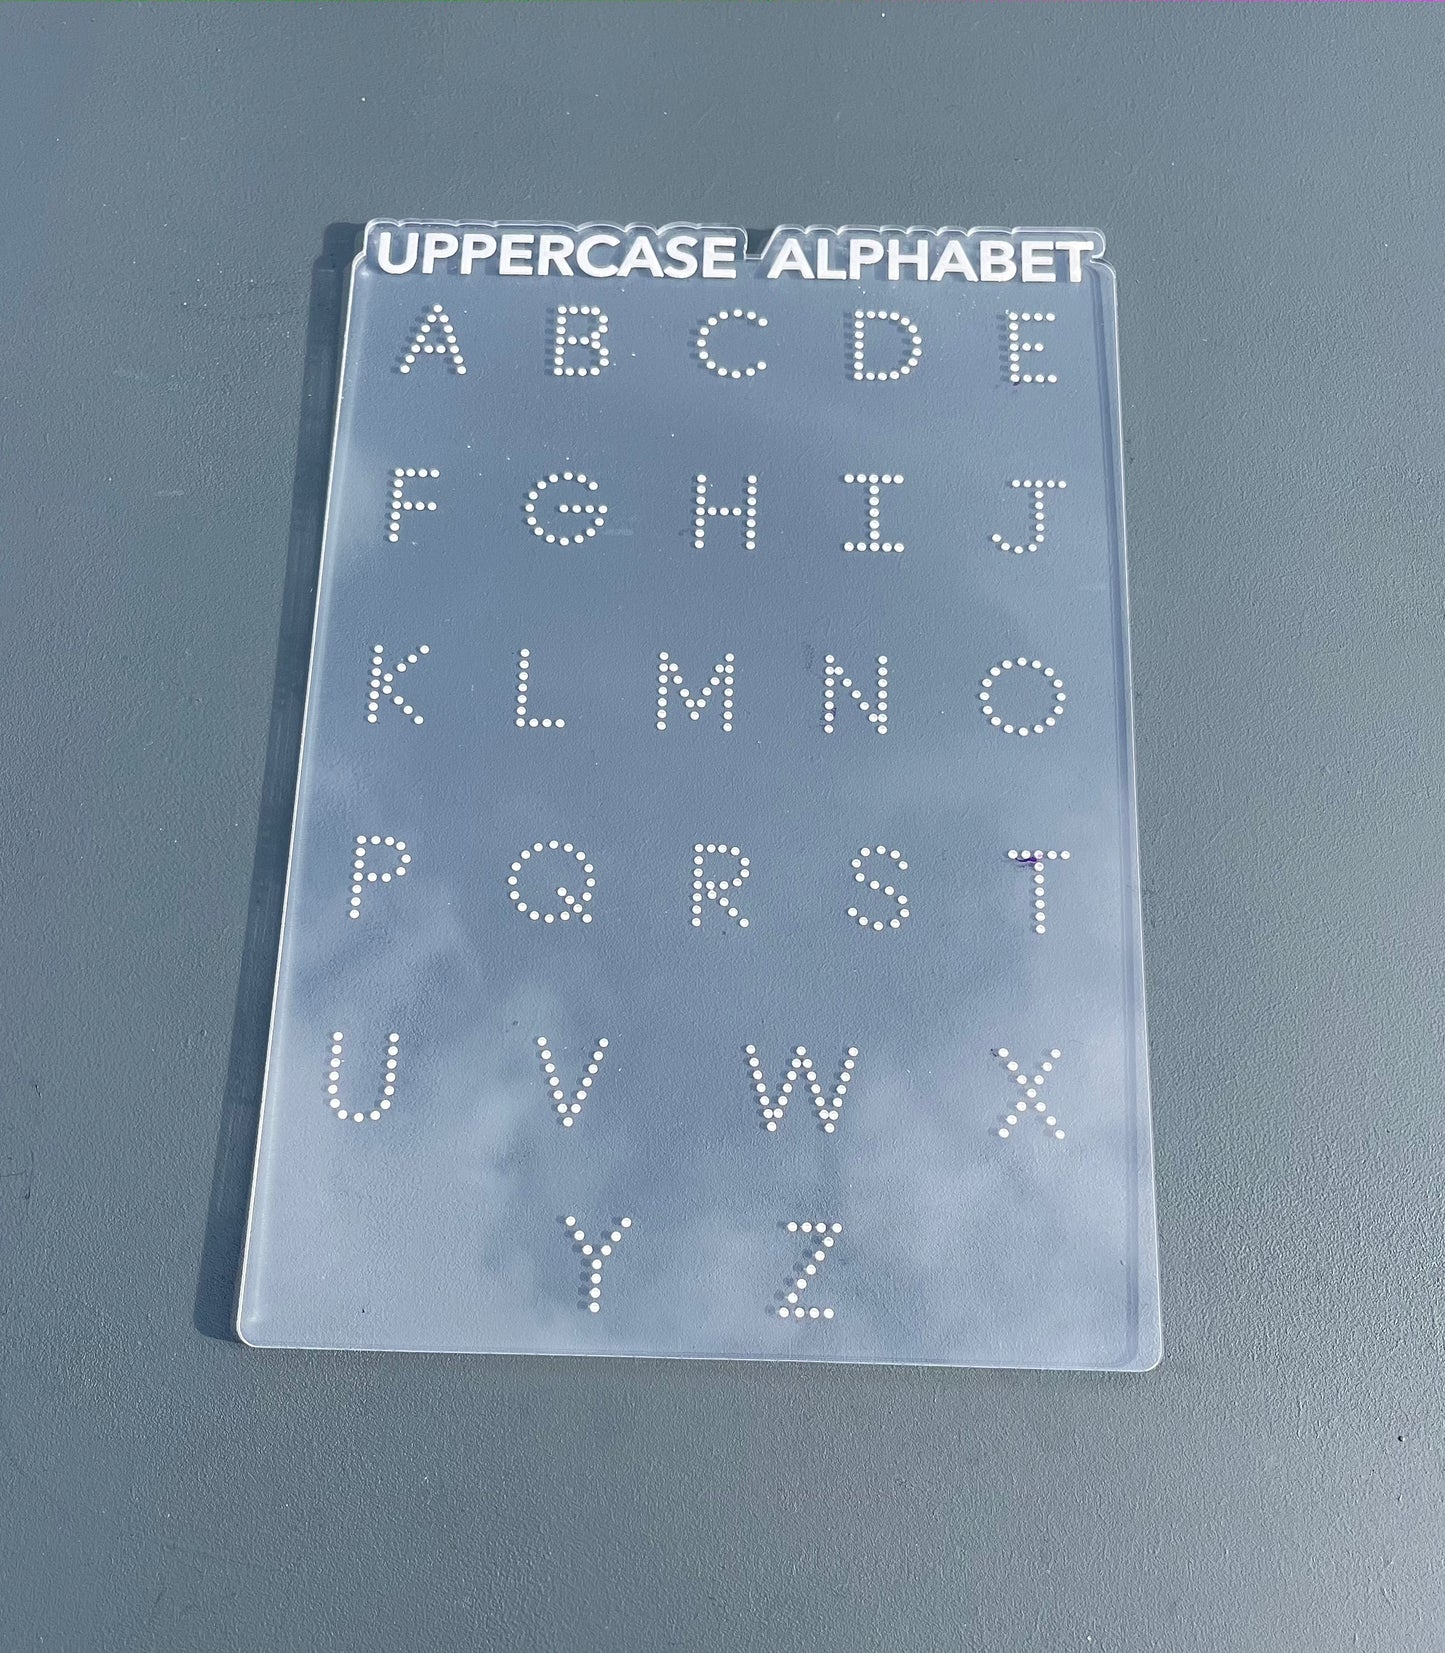 UPPERCASE ALPHABET
A B C D E
F G H I J
K L M N O
P Q R S T
U V W X
Y Z